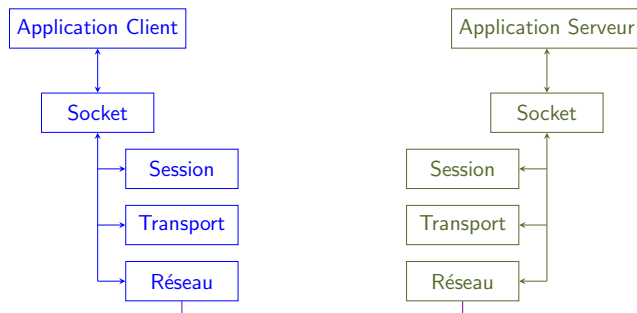 Application Client
Application Serveur
Socket
Socket
Session
Session
Transport
Transport
Réseau
Réseau